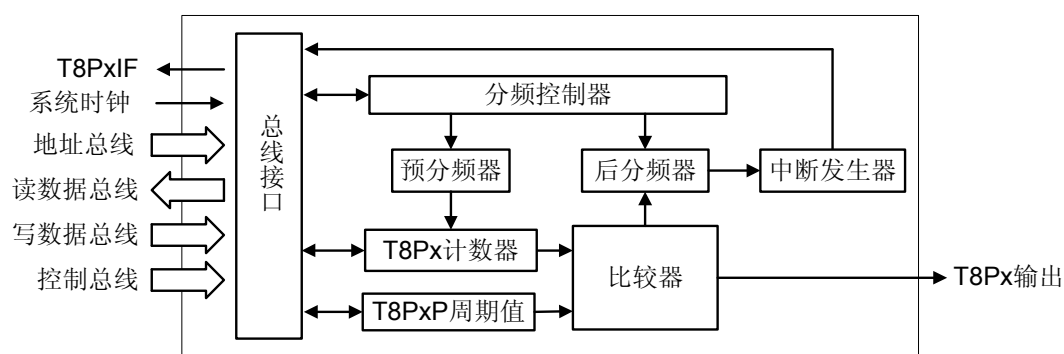 T8PxIF
系统时钟
地址总线
读数据总线
写数据总线
控制总线
总线接口
分频控制器
预分频器
后分频器
中断发生器
T8Px计数器
T8PxP周期值
比较器
T8Px输出